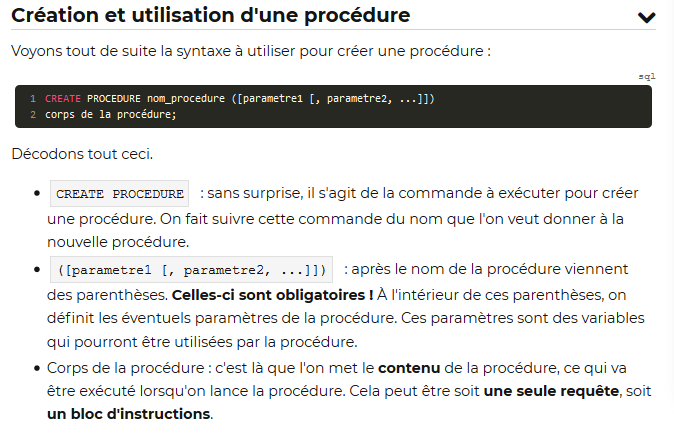 Création et utilisation d'une procédure
Voyons tout de suite la syntaxe à utiliser pour créer une procédure :
sql
1 CREATE PROCEDURE nom_procedure ([parametre1 [, parametre2, ...]])
2 corps de la procédure;
Décodons tout ceci.
• CREATE PROCEDURE : sans surprise, il s'agit de la commande à exécuter pour créer
une procédure. On fait suivre cette commande du nom que l'on veut donner à la
nouvelle procédure.
• ([parametre1 [, parametre2, ...]]) : après le nom de la procédure viennent
des parenthèses. Celles-ci sont obligatoires ! À l'intérieur de ces parenthèses, on
définit les éventuels paramètres de la procédure. Ces paramètres sont des variables
qui pourront être utilisées par la procédure.
• Corps de la procédure : c'est là que l'on met le contenu de la procédure, ce qui va
être exécuté lorsqu'on lance la procédure. Cela peut être soit une seule requête, soit
un bloc d'instructions.